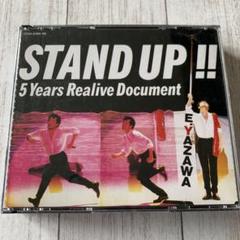 STAND UP !!
5 Years Realive Document
E.YAZAWA